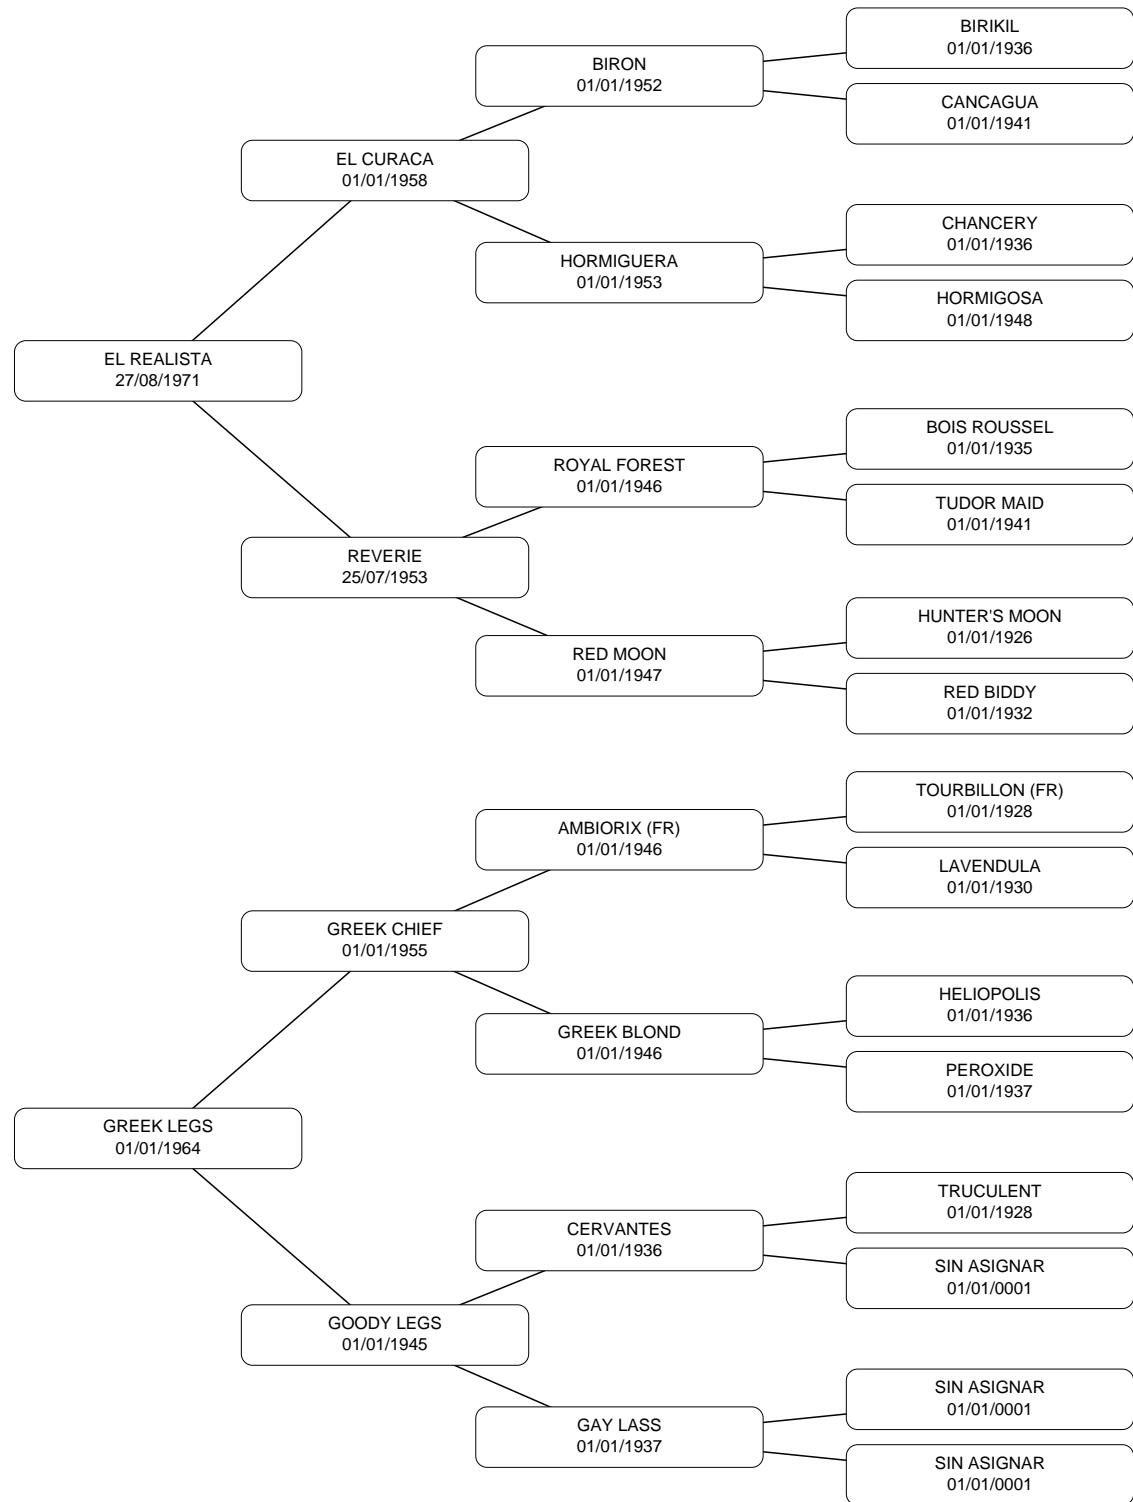 BIRIKIL
01/01/1936
BIRON
01/01/1952
CANCAGUA
01/01/1941
EL CURACA
01/01/1958
CHANCERY
01/01/1936
HORMIGUERA
01/01/1953
HORMIGOSA
01/01/1948
EL REALISTA
27/08/1971
BOIS ROUSSEL
01/01/1935
ROYAL FOREST
01/01/1946
TUDOR MAID
01/01/1941
REVERIE
25/07/1953
HUNTER'S MOON
01/01/1926
RED MOON
01/01/1947
RED BIDDY
01/01/1932
TOURBILLON (FR)
01/01/1928
AMBIORIX (FR)
01/01/1946
LAVENDULA
01/01/1930
GREEK CHIEF
01/01/1955
HELIOPOLIS
01/01/1936
GREEK BLOND
01/01/1946
PEROXIDE
01/01/1937
GREEK LEGS
01/01/1964
TRUCULENT
01/01/1928
CERVANTES
01/01/1936
SIN ASIGNAR
01/01/0001
GOODY LEGS
01/01/1945
SIN ASIGNAR
01/01/0001
GAY LASS
01/01/1937
SIN ASIGNAR
01/01/0001